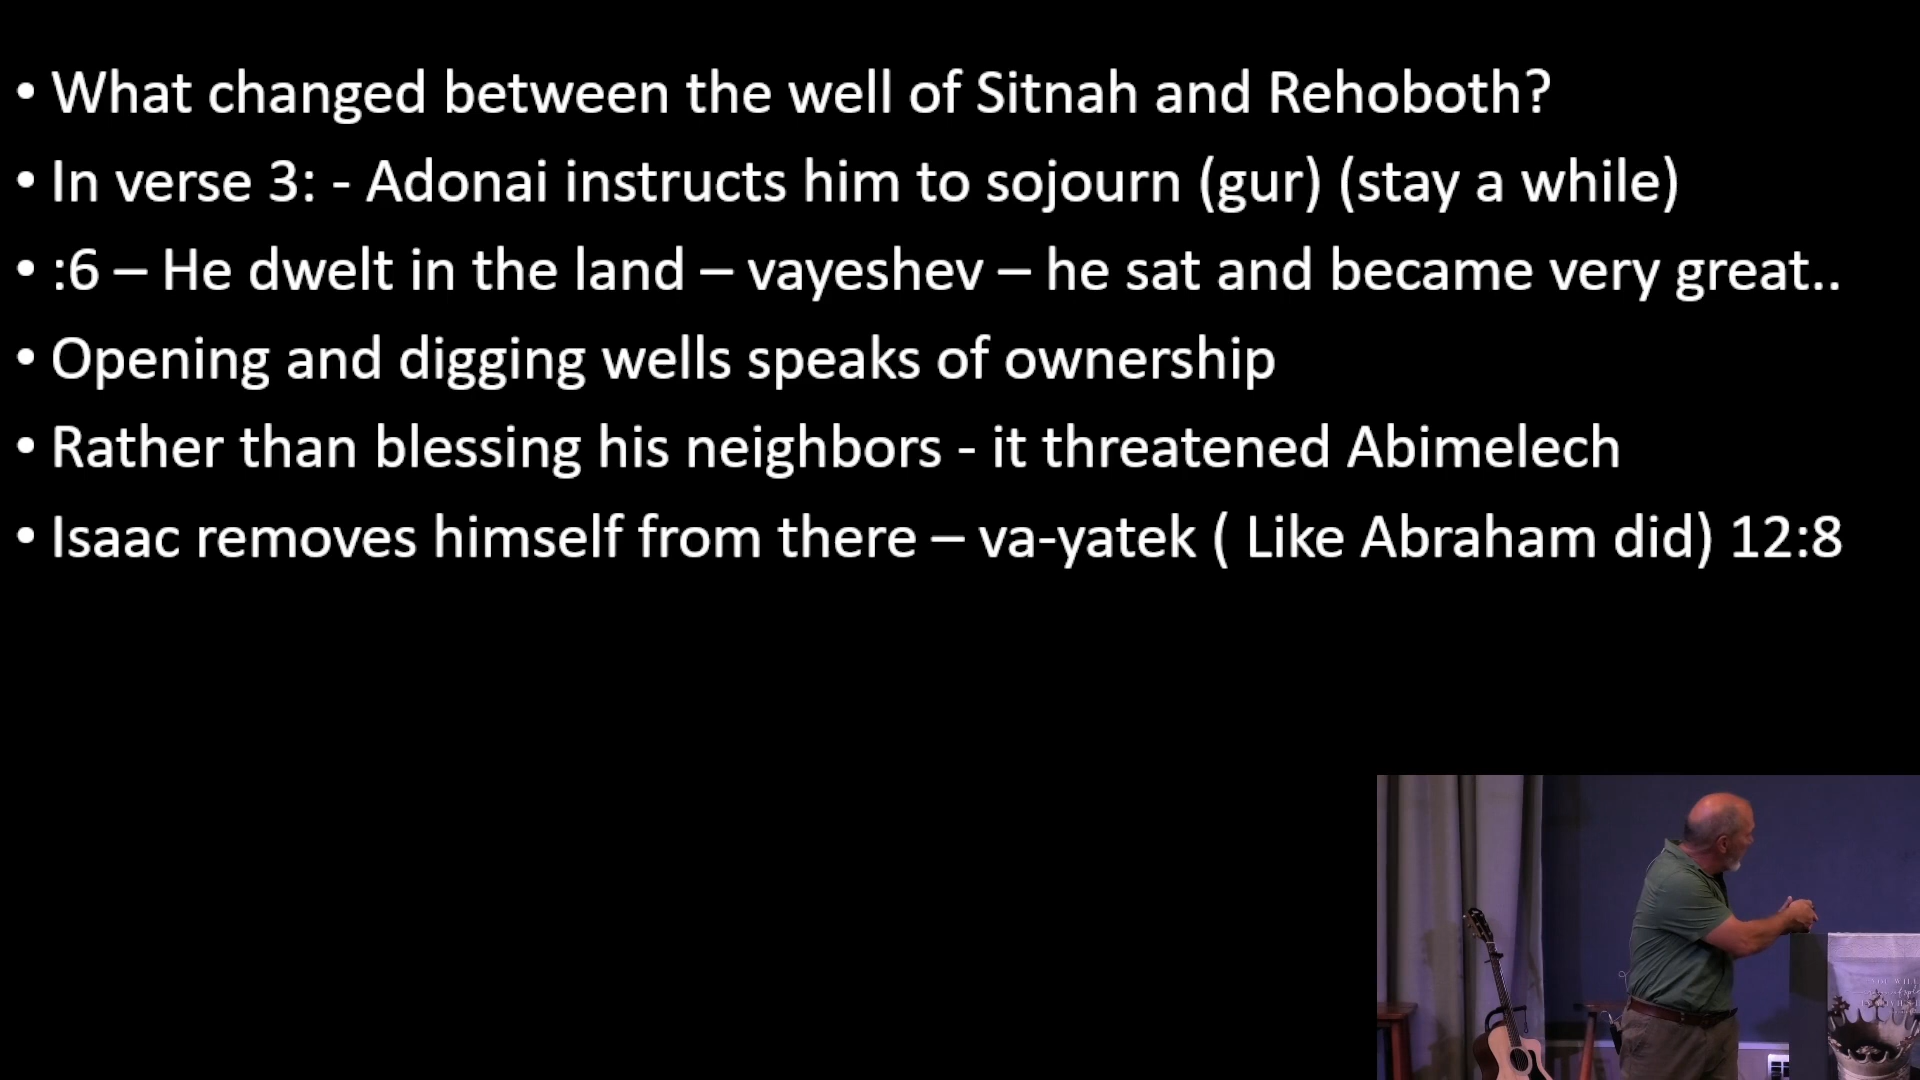 • What changed between the well of Sitnah and Rehoboth?
• In verse 3: - Adonai instructs him to sojourn (gur) (stay a while)
• :6 – He dwelt in the land – vayeshev – he sat and became very great..
• Opening and digging wells speaks of ownership
• Rather than blessing his neighbors - it threatened Abimelech
• Isaac removes himself from there – va-yatek ( Like Abraham did) 12:8
YOU WILL